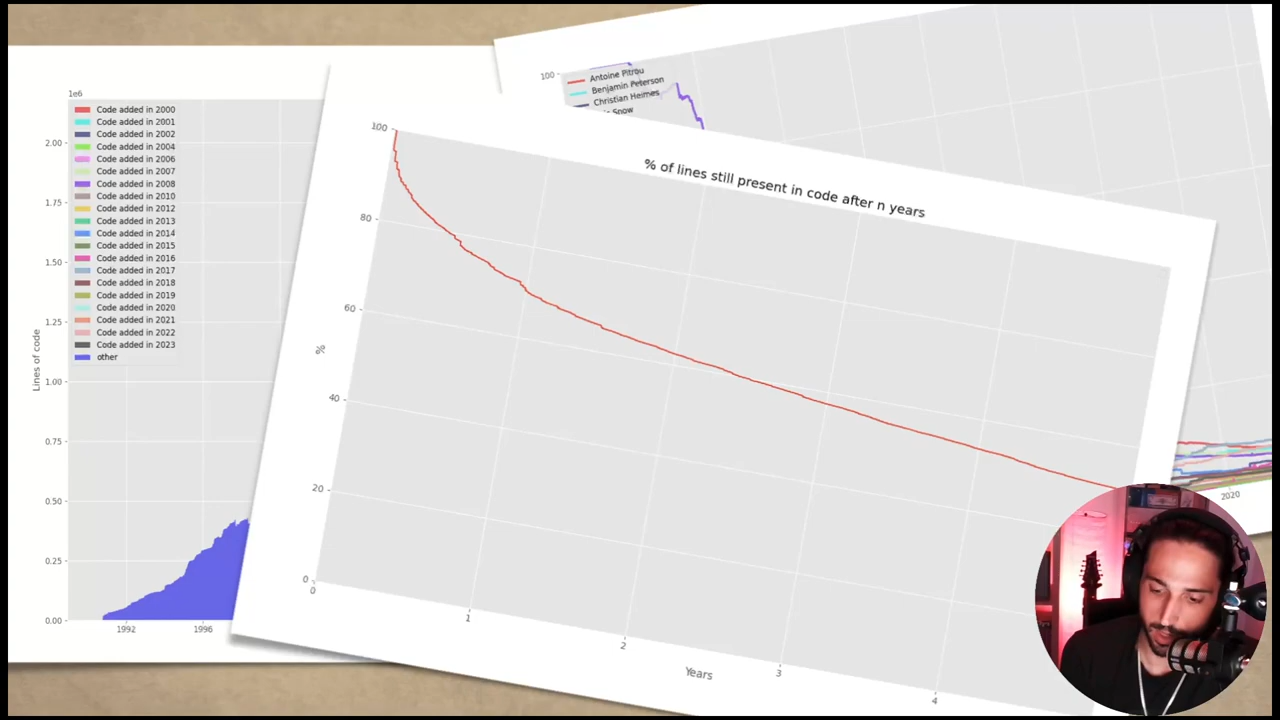 1e6
Code added in 2000
Code added in 2001
Code added in 2002
Code added in 2004
Code added in 2006
Code added in 2007
Code added in 2008
Code added in 2010
Code added in 2012
Code added in 2013
Code added in 2014
Code added in 2015
Code added in 2016
Code added in 2017
Code added in 2018
Code added in 2019
Code added in 2020
Code added in 2021
Code added in 2022
Code added in 2023
other
Lines of code
2.00
1.75
1.50
1.25
1.00
0.75
0.50
0.25
0.00
1992
1996
100
Antoine Pitrou
Benjamin Peterson
Christian Heimes
Snow
2020
% of lines still present in code after n years
100
80
60
%
40
20
0
0
1
2
3
4
Years